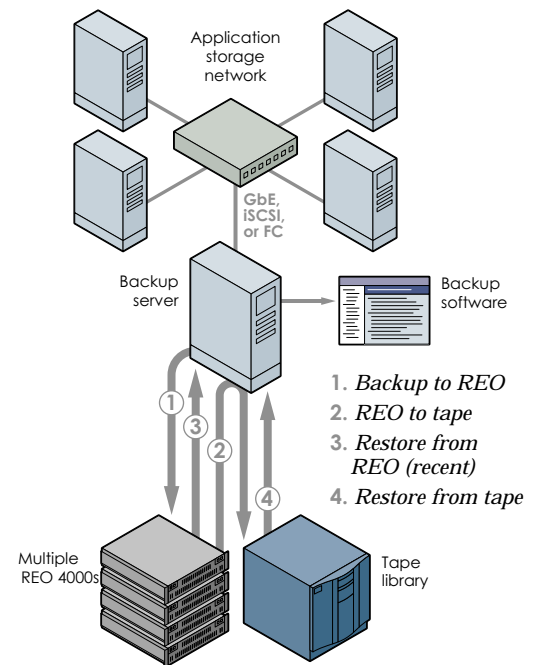 Application
storage
network
GbE,
iSCSI,
or FC
Backup
server
Backup
software
1. Backup to REO
2. REO to tape
3. Restore from
REO (recent)
4. Restore from tape
1
3
2
4
Multiple
REO 4000s
Tape
library